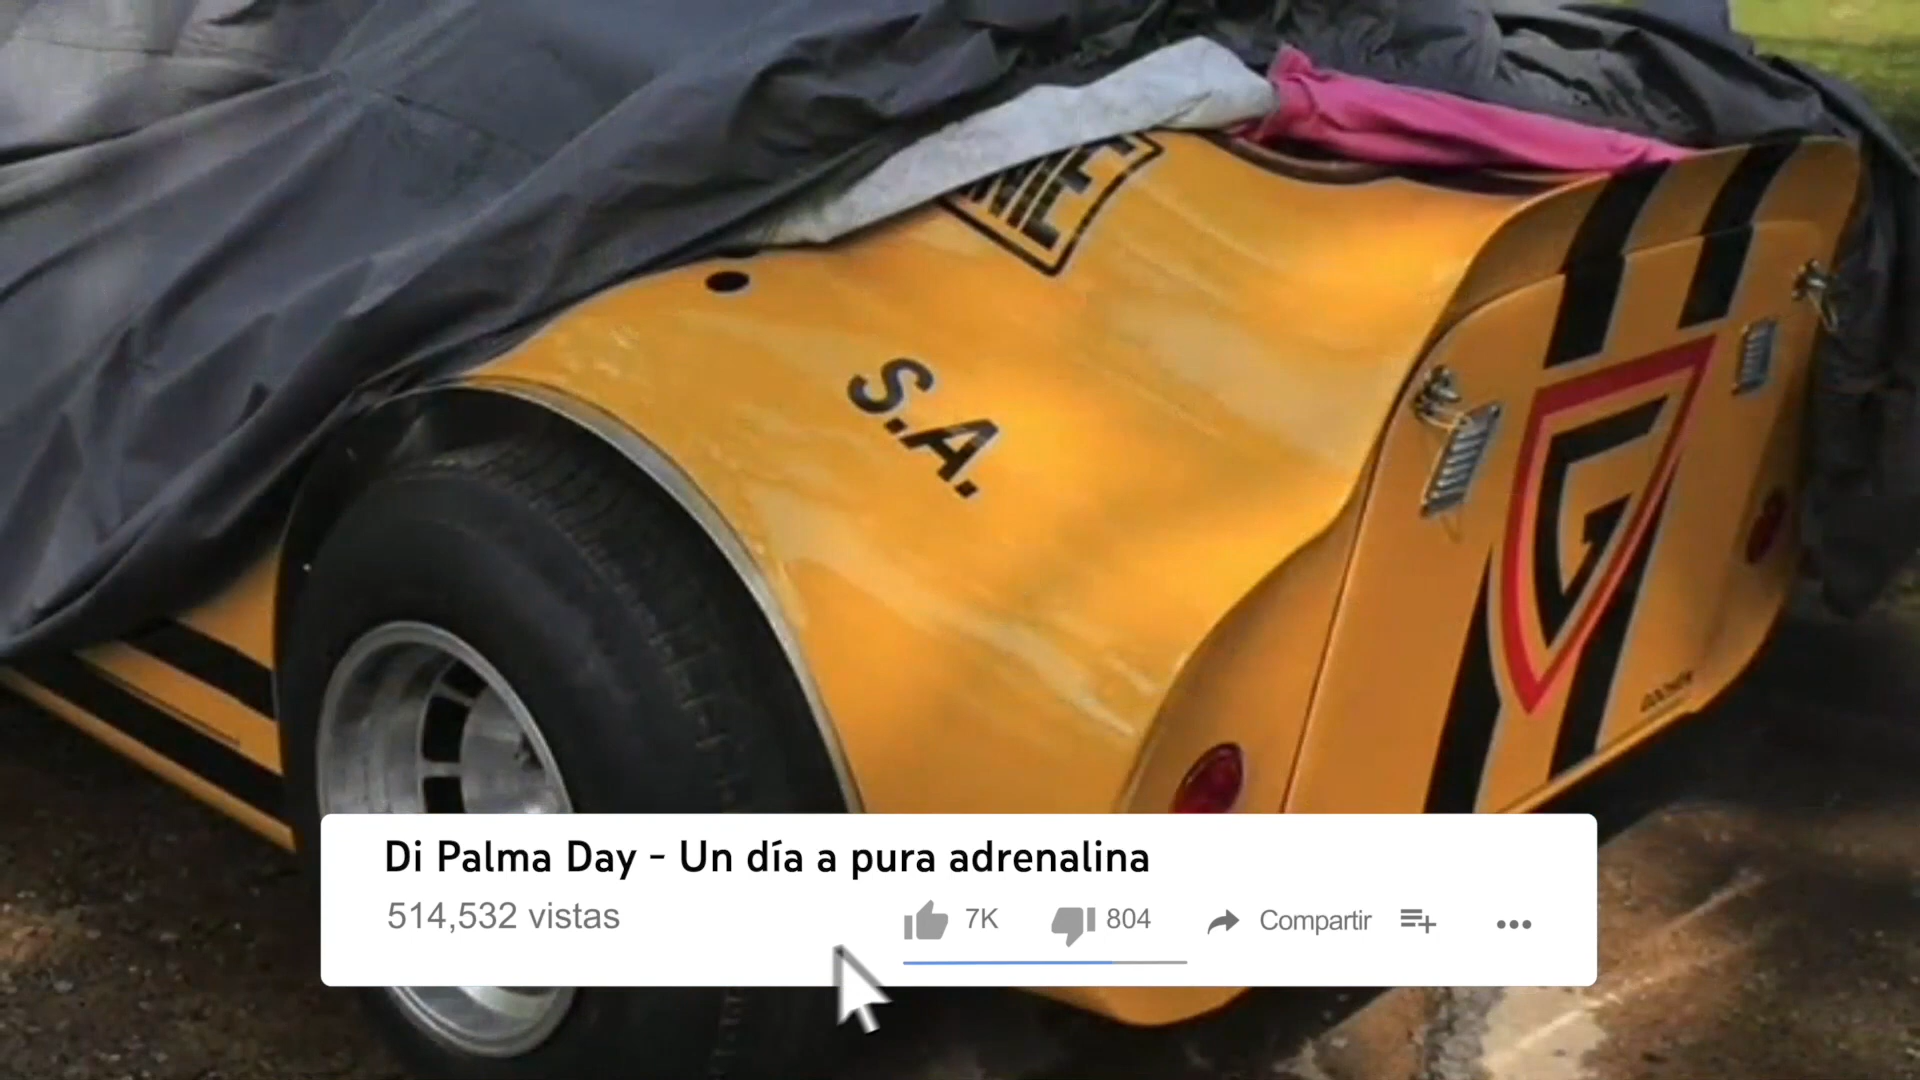 S.A.
G
Di Palma Day - Un día a pura adrenalina
514,532 vistas
7K
804
Compartir